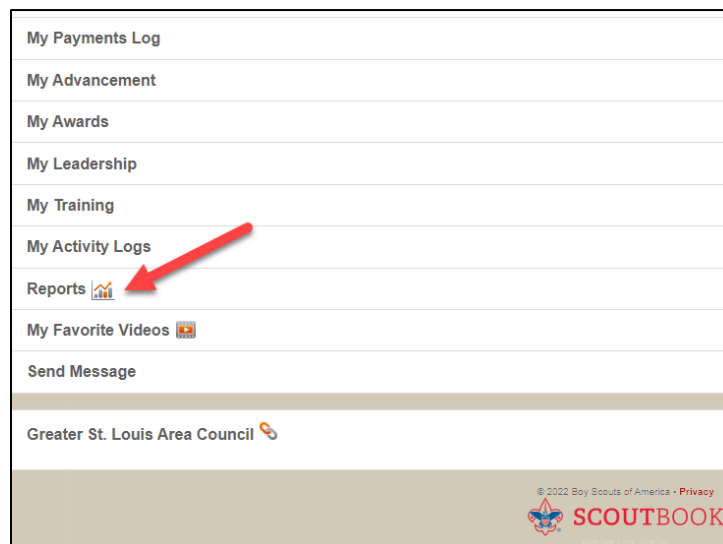 My Payments Log
My Advancement
My Awards
My Leadership
My Training
My Activity Logs
Reports
My Favorite Videos
Send Message
Greater St. Louis Area Council
© 2022 Boy Scouts of America • Privacy
SCOUTBOOK